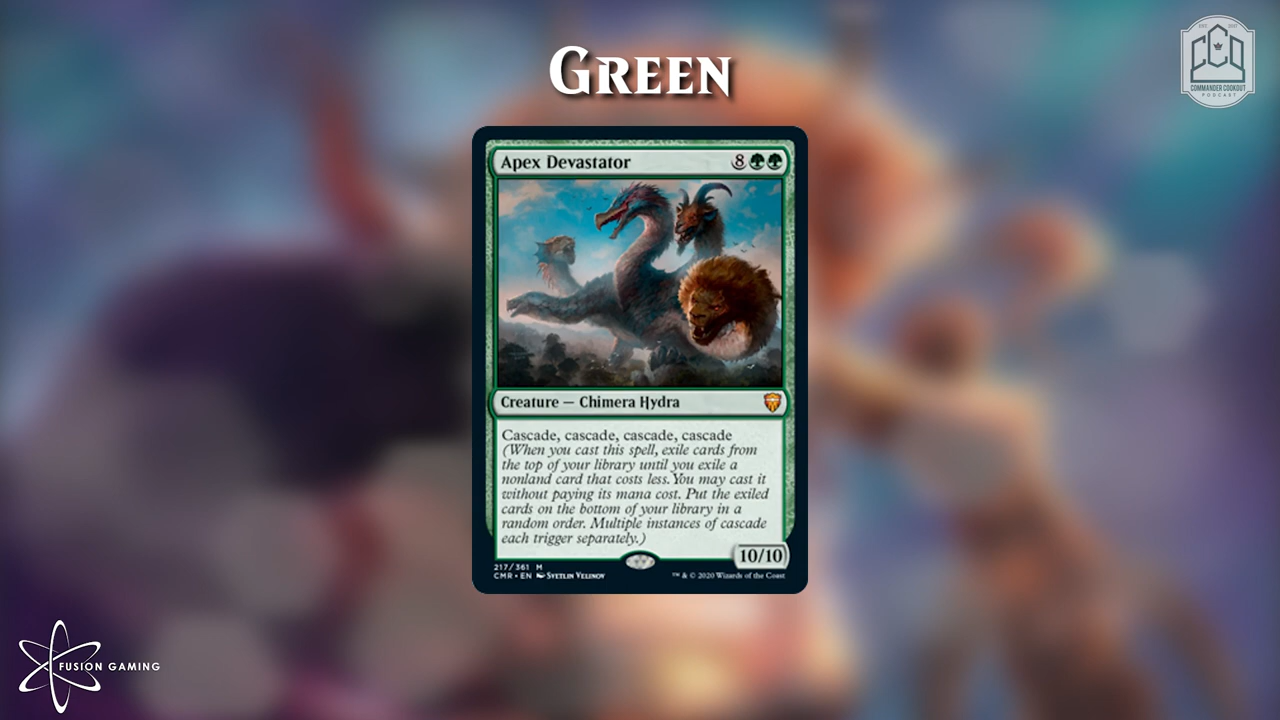 GREEN
CCO
COMMANDER COOKOUT
PODCAST
Apex Devastator 8
Creature — Chimera Hydra
Cascade, cascade, cascade, cascade
(When you cast this spell, exile cards from
the top of your library until you exile a
nonland card that costs less. You may cast it
without paying its mana cost. Put the exiled
cards on the bottom of your library in a
random order. Multiple instances of cascade
each trigger separately.)
10/10
217/361 M
CMR • EN SVETLIN VELINOV ™ & © 2020 Wizards of the Coast
FUSION GAMING